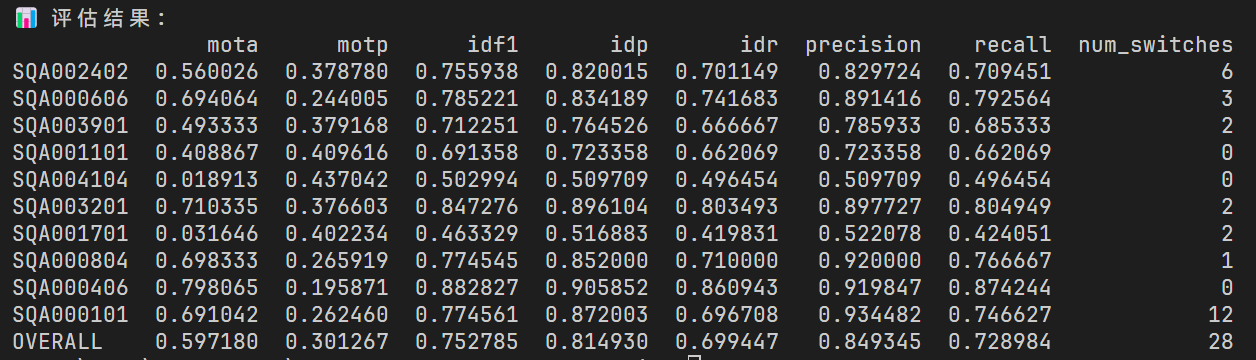 📊 评估结果:
mota motp idf1 idp idr precision recall num_switches
SQA002402 0.560026 0.378780 0.755938 0.820015 0.701149 0.829724 0.709451 6
SQA000606 0.694064 0.244005 0.785221 0.834189 0.741683 0.891416 0.792564 3
SQA003901 0.493333 0.379168 0.712251 0.764526 0.666667 0.785933 0.685333 2
SQA001101 0.408867 0.409616 0.691358 0.723358 0.662069 0.723358 0.662069 0
SQA004104 0.018913 0.437042 0.502994 0.509709 0.496454 0.509709 0.496454 0
SQA003201 0.710335 0.376603 0.847276 0.896104 0.803493 0.897727 0.804949 2
SQA001701 0.031646 0.402234 0.463329 0.516883 0.419831 0.522078 0.424051 2
SQA000804 0.698333 0.265919 0.774545 0.852000 0.710000 0.920000 0.766667 1
SQA000406 0.798065 0.195871 0.882827 0.905852 0.860943 0.919847 0.874244 0
SQA000101 0.691042 0.262460 0.774561 0.872003 0.696708 0.934482 0.746627 12
OVERALL 0.597180 0.301267 0.752785 0.814930 0.699447 0.849345 0.728984 28